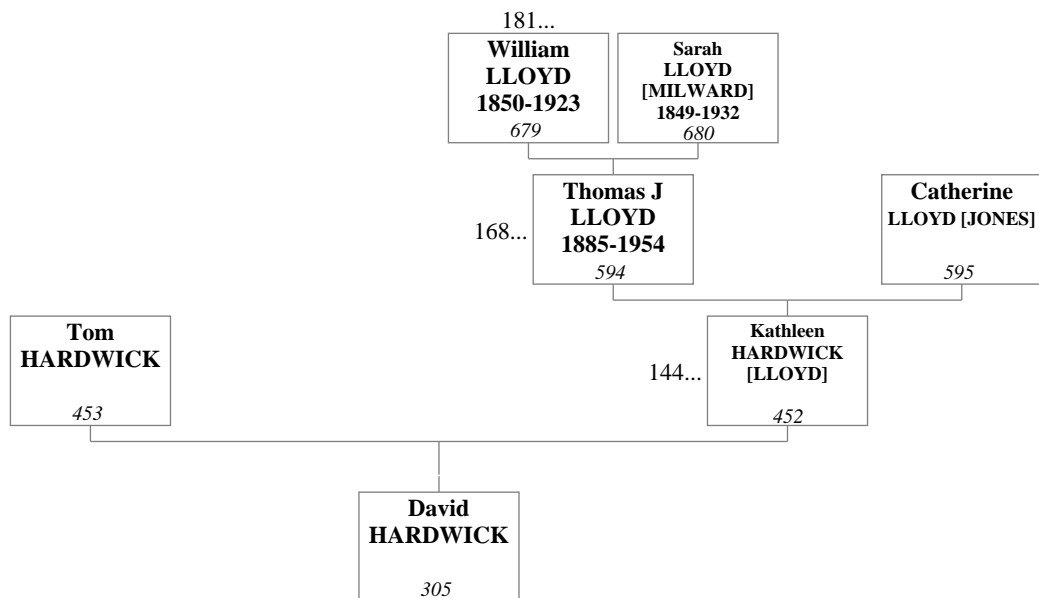 181...
William
LLOYD
1850-1923
679
Sarah
LLOYD
[MILWARD]
1849-1932
680
168...
Thomas J
LLOYD
1885-1954
594
Catherine
LLOYD [JONES]
595
Tom
HARDWICK
453
144...
Kathleen
HARDWICK
[LLOYD]
452
David
HARDWICK
305